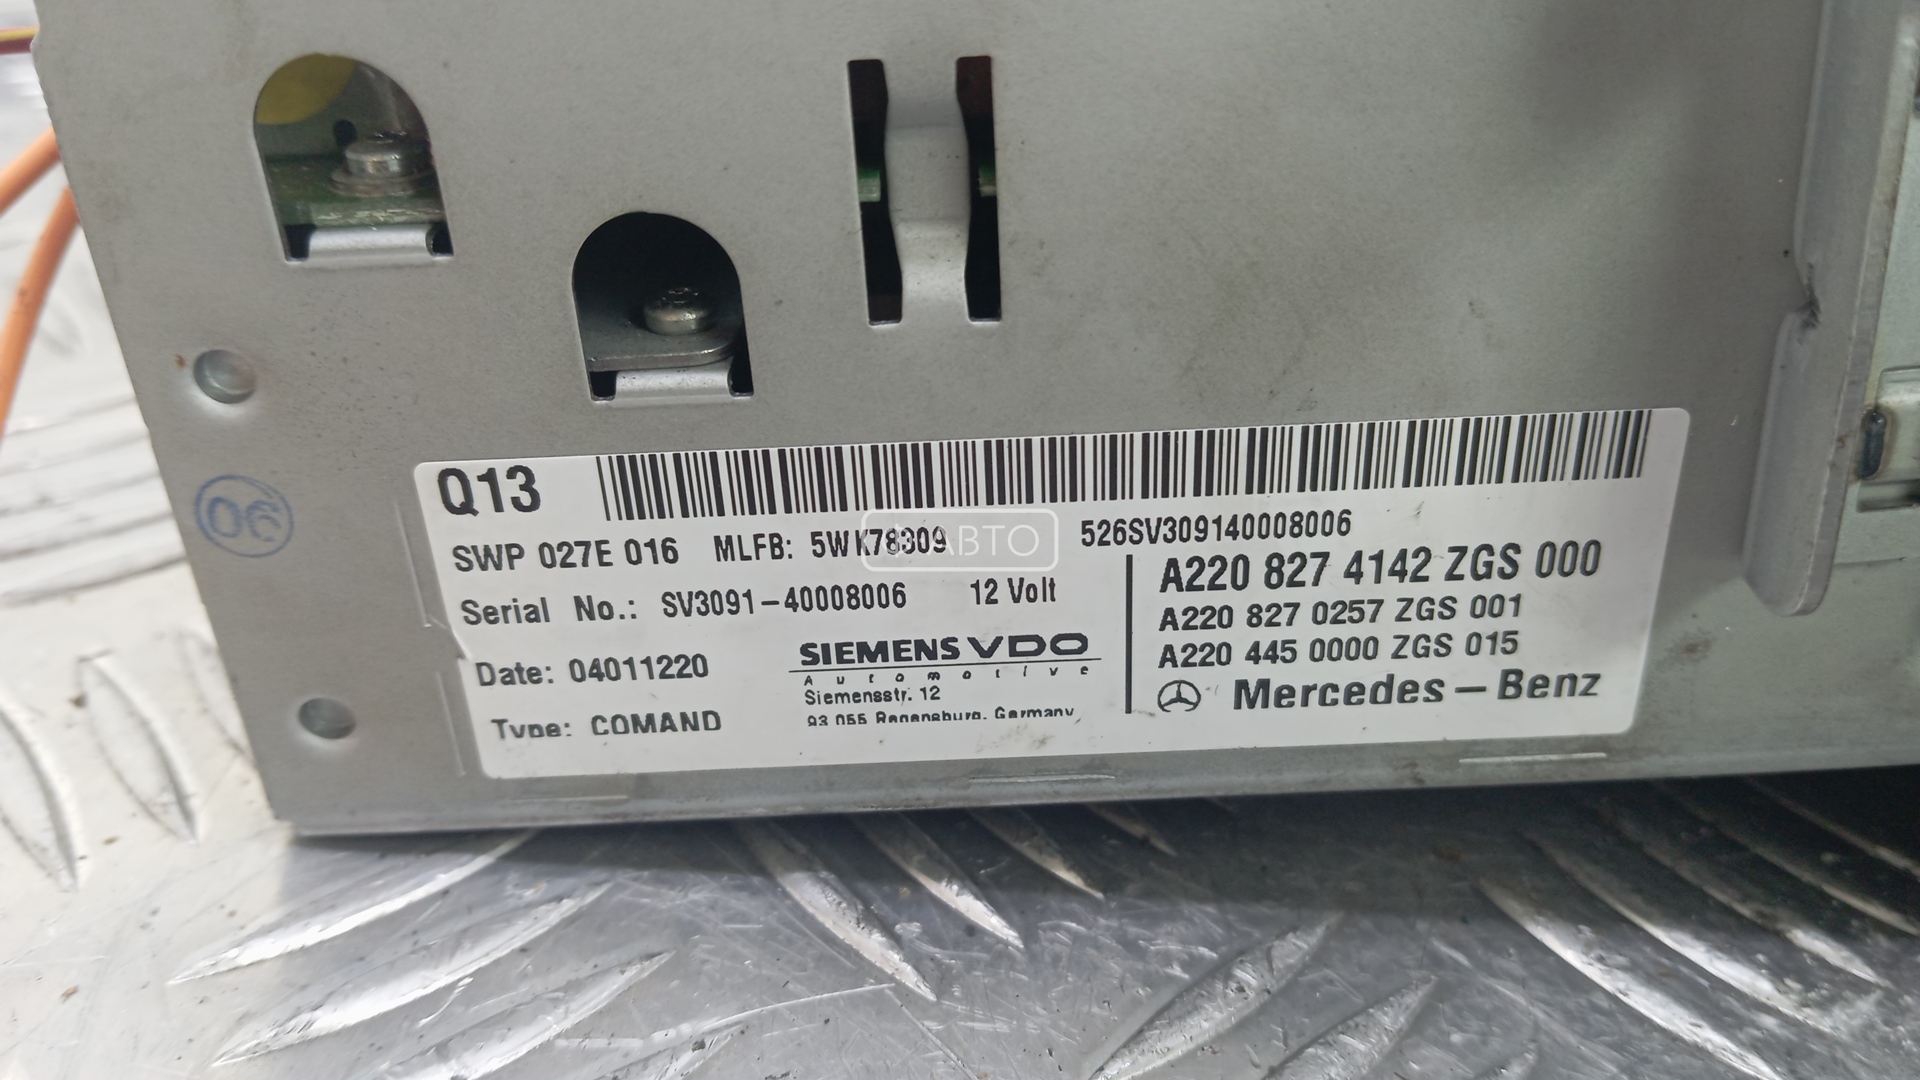 Q13
SWP 027E 016 MLFB: 5WK78309
526SV309140008006
Serial No.: SV3091-40008006 12 Volt
Date: 04011220
Type: COMAND
SIEMENS VDO
Automotive
Siemensstr. 12
93 055 Regensburg, Germany
A220 827 4142 ZGS 000
A220 827 0257 ZGS 001
A220 445 0000 ZGS 015
Mercedes-Benz
06
АВТО